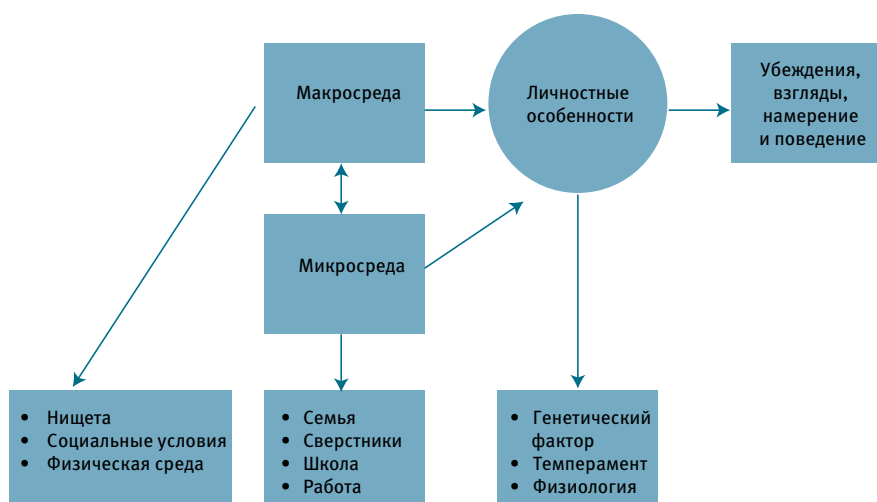 Макросреда
Личностные
особенности
Убеждения,
взгляды,
намерение
и поведение
Микросреда
• Нищета
• Социальные условия
• Физическая среда
• Семья
• Сверстники
• Школа
• Работа
• Генетический
фактор
• Темперамент
• Физиология